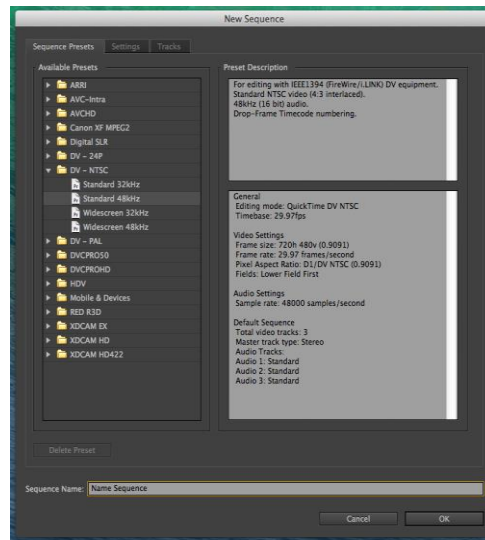 New Sequence
Sequence Presets Settings Tracks
Available Presets
ARRI
AVC-Intra
AVCHD
Canon XF MPEG2
Digital SLR
DV - 24P
DV - NTSC
Standard 32kHz
Standard 48kHz
Widescreen 32kHz
Widescreen 48kHz
DV - PAL
DVCPRO50
DVCPROHD
HDV
Mobile & Devices
RED R3D
XDCAM EX
XDCAM HD
XDCAM HD422
Delete Preset
Preset Description
For editing with IEEE1394 (FireWire/i.LINK) DV equipment.
Standard NTSC video (4:3 interlaced).
48kHz (16 bit) audio.
Drop-Frame Timecode numbering.
General
Editing mode: QuickTime DV NTSC
Timebase: 29.97fps
Video Settings
Frame size: 720h 480v (0.9091)
Frame rate: 29.97 frames/second
Pixel Aspect Ratio: D1/DV NTSC (0.9091)
Fields: Lower Field First
Audio Settings
Sample rate: 48000 samples/second
Default Sequence
Total video tracks: 3
Master track type: Stereo
Audio Tracks:
Audio 1: Standard
Audio 2: Standard
Audio 3: Standard
Sequence Name: Name Sequence
Cancel OK